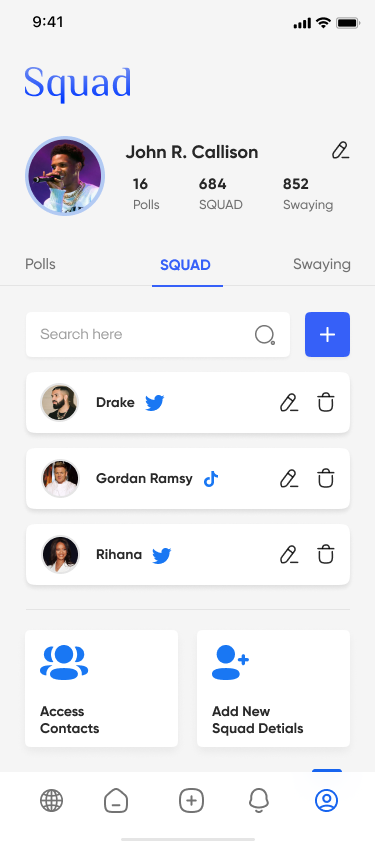 9:41
Squad
John R. Callison
16 684 852
Polls SQUAD Swaying
Polls SQUAD Swaying
Search here
Drake
Gordan Ramsy
Rihana
Access
Contacts
Add New
Squad Detials